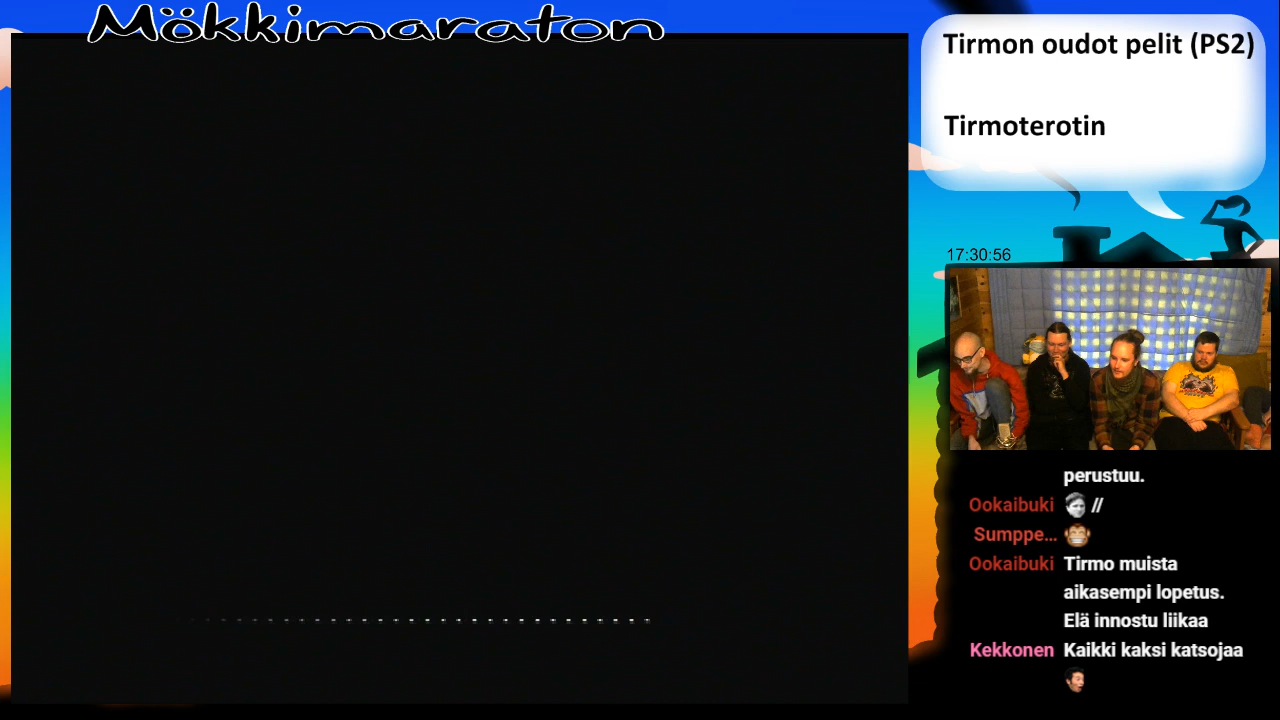 Mökkimaraton
Tirmon oudot pelit (PS2)
Tirmoterotin
17:30:56
perustuu.
Ookaibuki //
Sumppe...
Ookaibuki Tirmo muista
aikasempi lopetus.
Elä innostu liikaa
Kekkonen Kaikki kaksi katsojaa